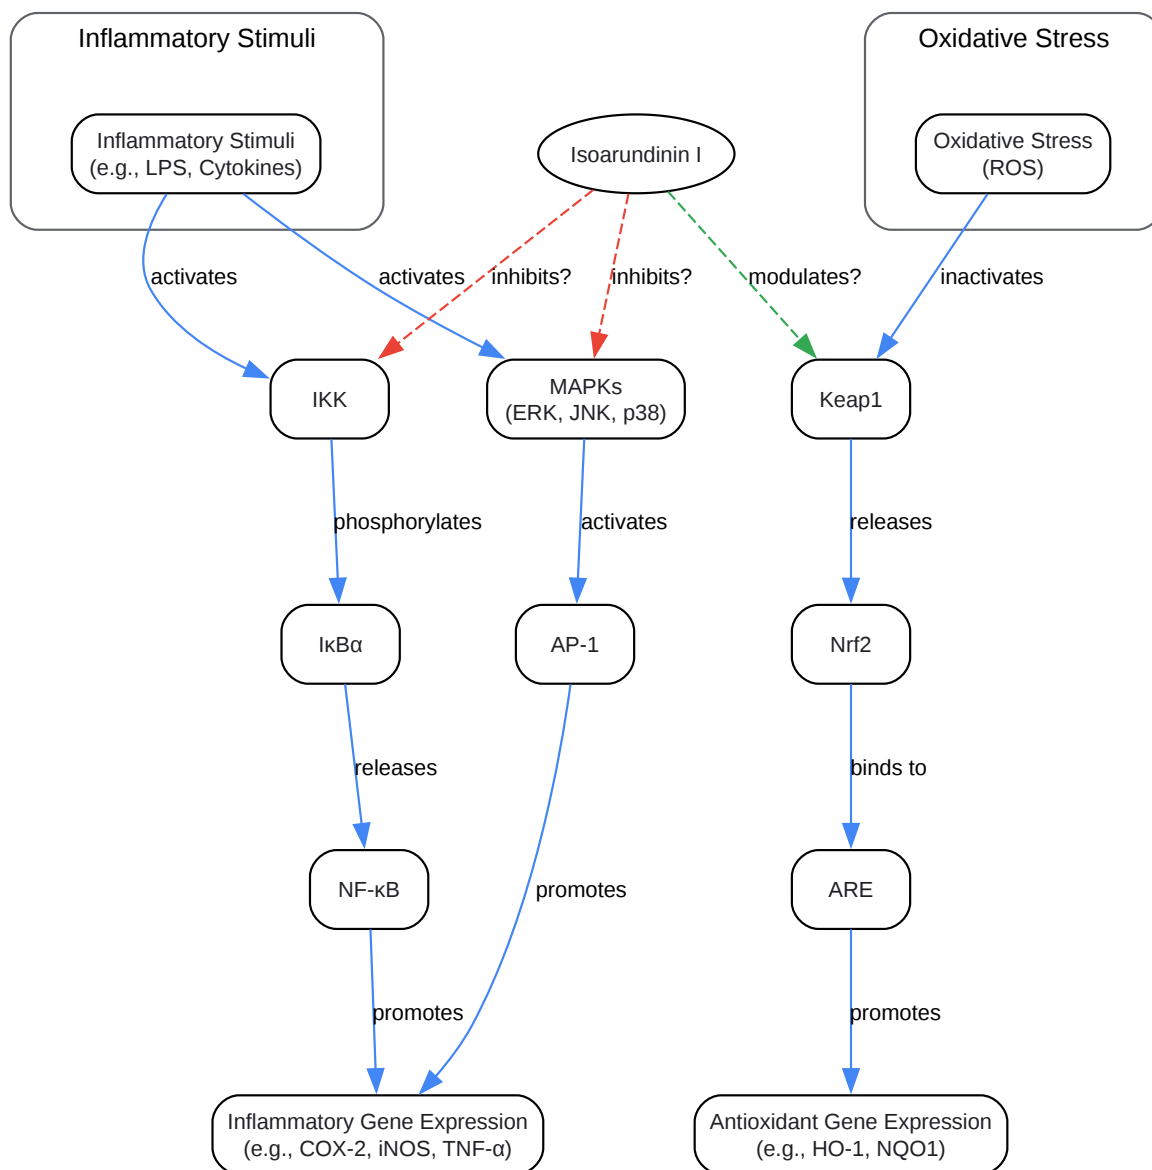 Inflammatory Stimuli
Oxidative Stress
Inflammatory Stimuli
(e.g., LPS, Cytokines)
Isoarundinin I
Oxidative Stress
(ROS)
activates
activates
inhibits?
inhibits?
modulates?
inactivates
IKK
MAPKs
(ERK, JNK, p38)
Keap1
phosphorylates
activates
releases
IκBα
AP-1
Nrf2
releases
binds to
NF-κB
promotes
ARE
promotes
promotes
Inflammatory Gene Expression
(e.g., COX-2, iNOS, TNF-α)
Antioxidant Gene Expression
(e.g., HO-1, NQO1)